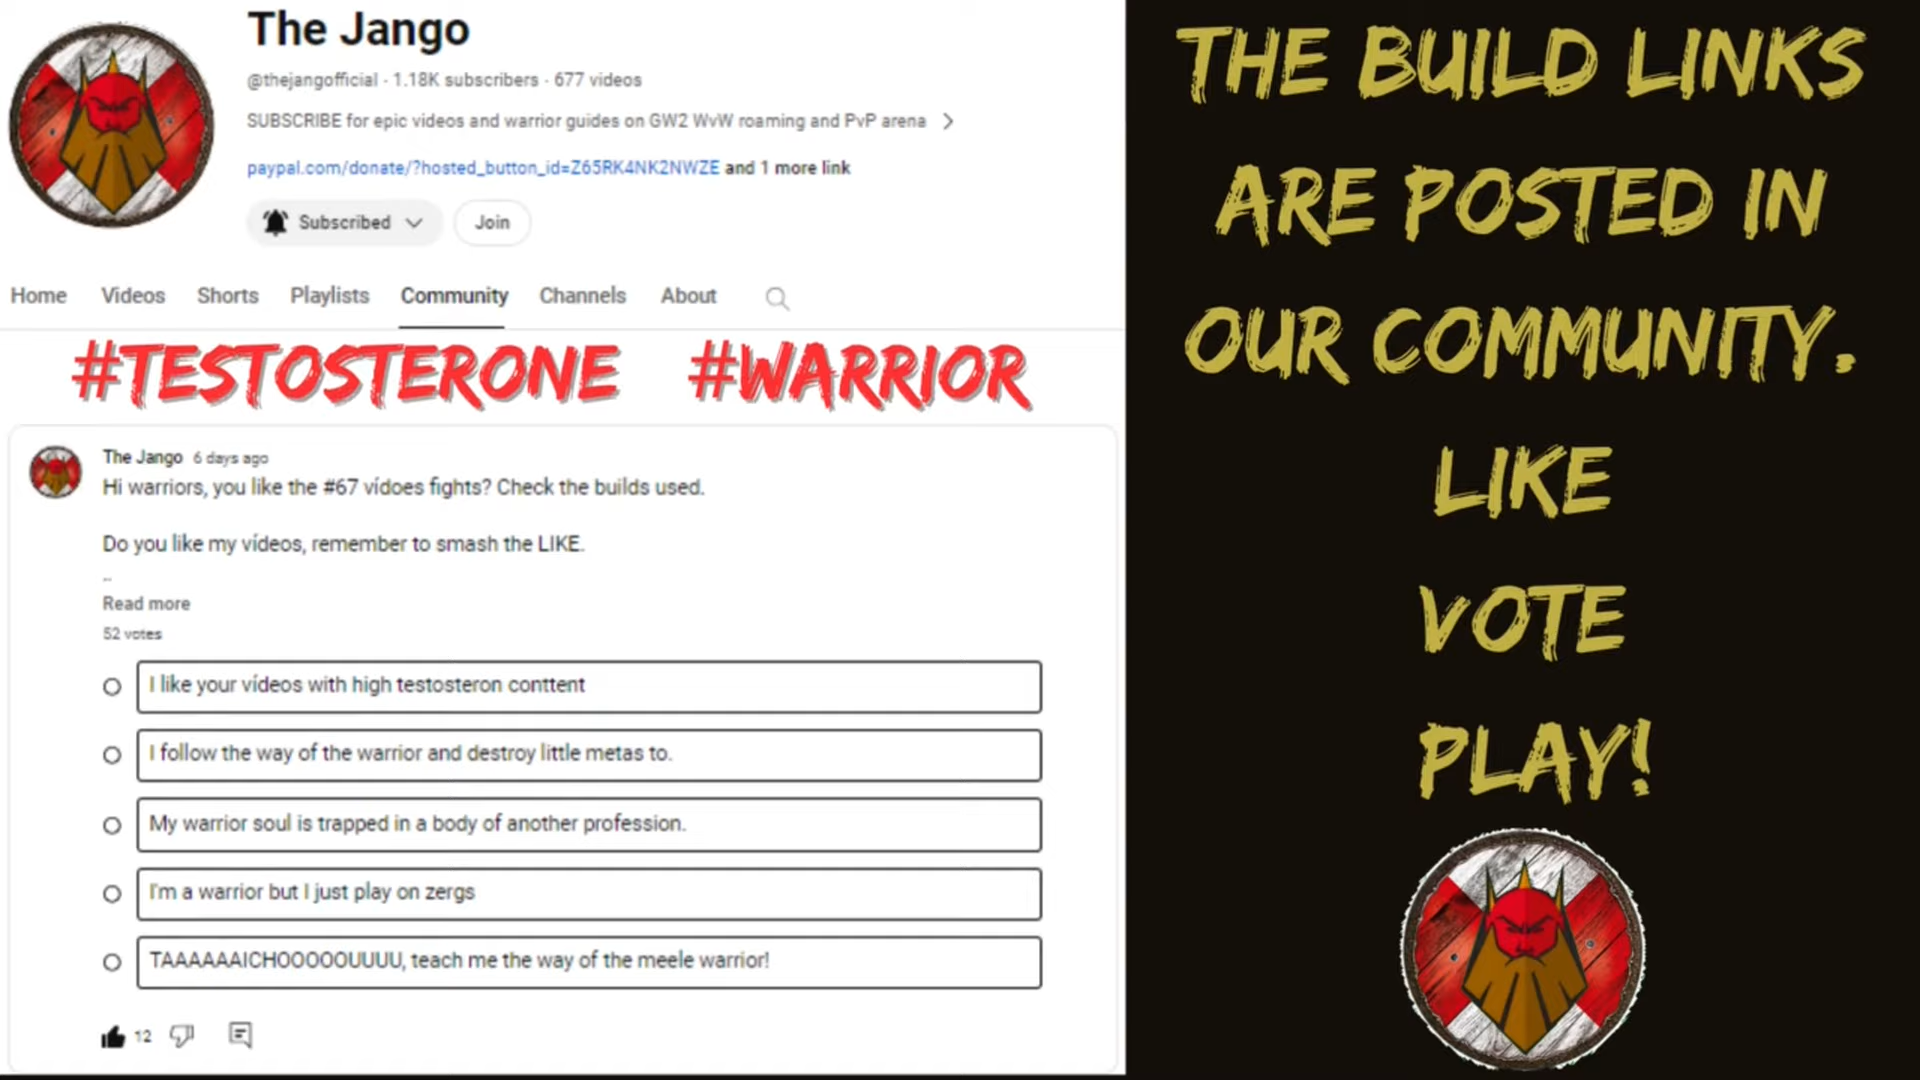 The Jango
@thejangofficial · 1.18K subscribers · 677 videos
SUBSCRIBE for epic videos and warrior guides on GW2 WvW roaming and PvP arena
paypal.com/donate/?hosted_button_id=Z65RK4NK2NWZE and 1 more link
Subscribed
Join
Home Videos Shorts Playlists Community Channels About
#TESTOSTERONE #WARRIOR
The Jango 6 days ago
Hi warriors, you like the #67 vídoes fights? Check the builds used.
Do you like my vídeos, remember to smash the LIKE.
..
Read more
52 votes
I like your vídeos with high testosteron conttent
I follow the way of the warrior and destroy little metas to.
My warrior soul is trapped in a body of another profession.
I'm a warrior but I just play on zergs
TAAAAAAICHOOOOOUUUU, teach me the way of the meele warrior!
12
THE BUILD LINKS
ARE POSTED IN
OUR COMMUNITY.
LIKE
VOTE
PLAY!